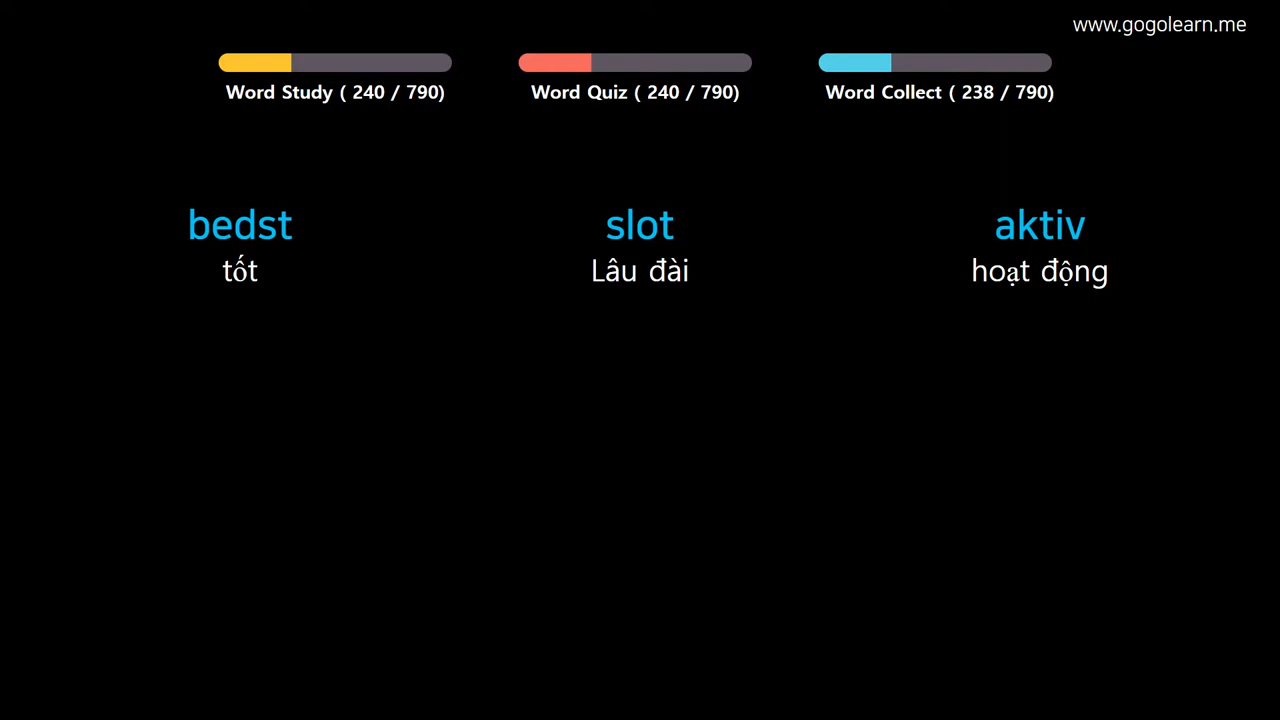 www.gogolearn.me
Word Study ( 240 / 790)
Word Quiz ( 240 / 790)
Word Collect ( 238 / 790)
bedst
tốt
slot
Lâu đài
aktiv
hoạt động